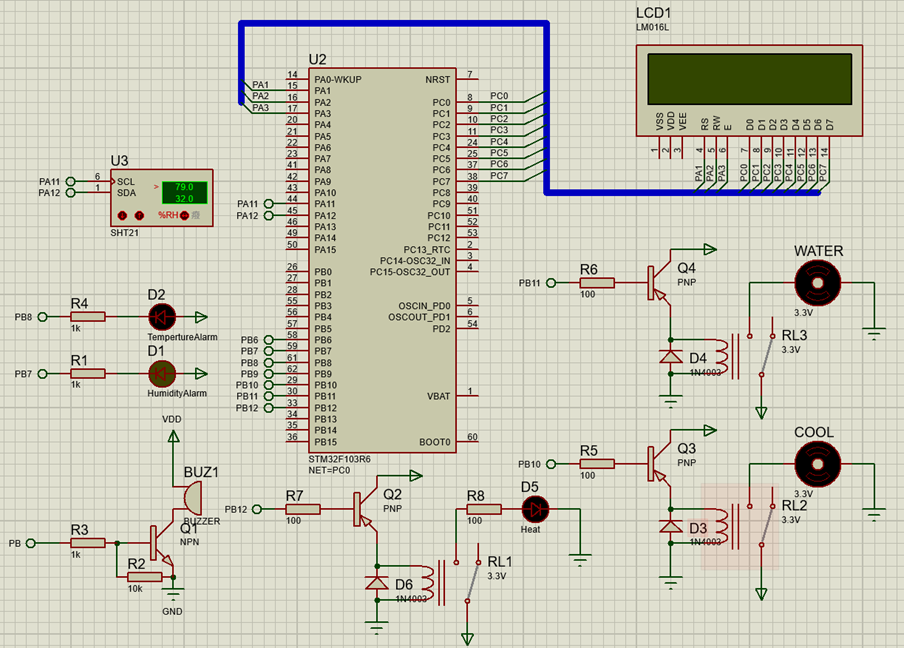 LCD1
LM016L
VSS
VDD
VEE
RS
RW
E
D0
D1
D2
D3
D4
D5
D6
D7
1
2
3
4
5
6
7
8
9
10
11
12
13
14
PA1
PA2
PA3
PC0
PC1
PC2
PC3
PC4
PC5
PC6
PC7
U2
PA1
PA2
PA3
14 PA0-WKUP
15 PA1
16 PA2
17 PA3
20 PA4
21 PA5
22 PA6
23 PA7
41 PA8
42 PA9
43 PA10
PA11 44 PA11
PA12 45 PA12
46 PA13
49 PA14
50 PA15
26 PB0
27 PB1
28 PB2
55 PB3
56 PB4
57 PB5
PB6 58 PB6
PB7 59 PB7
PB8 61 PB8
PB9 62 PB9
PB10 29 PB10
PB11 30 PB11
PB12 33 PB12
34 PB13
35 PB14
36 PB15
NRST 7
PC0 8 PC0
PC1 9 PC1
PC2 10 PC2
PC3 11 PC3
PC4 24 PC4
PC5 25 PC5
PC6 37 PC6
PC7 38 PC7
PC8 39
PC9 40
PC10 51
PC11 52
PC12 53
PC13_RTC 2
PC14-OSC32_IN 3
PC15-OSC32_OUT 4
OSCIN_PD0 5
OSCOUT_PD1 6
PD2 54
VBAT 1
BOOT0 60
STM32F103R6
NET=PC0
U3
PA11 6 SCL
PA12 1 SDA
>
79.0
32.0
%RH
SHT21
PB8
R4
1k
D2
TempertureAlarm
PB7
R1
1k
D1
HumidityAlarm
VDD
BUZ1
BUZZER
Q1
NPN
PB
R3
1k
R2
10k
GND
PB12
R7
100
Q2
PNP
D6
1N4003
R8
100
D5
Heat
RL1
3.3V
PB11
R6
100
Q4
PNP
D4
1N4003
WATER
3.3V
RL3
3.3V
PB10
R5
100
Q3
PNP
D3
1N4003
COOL
3.3V
RL2
3.3V